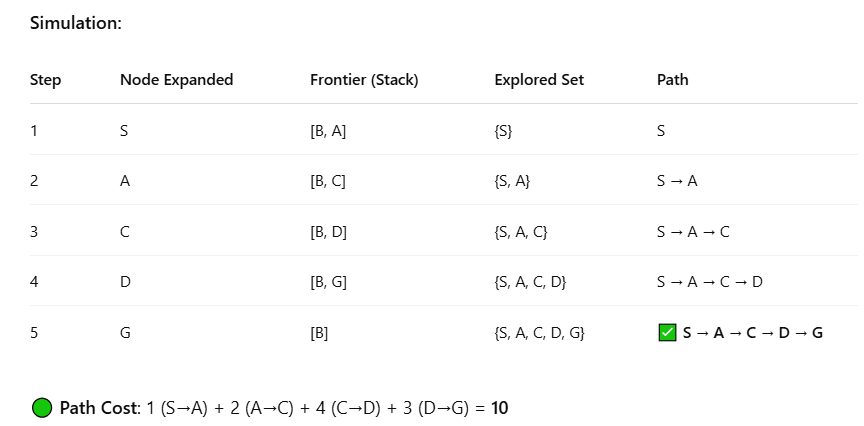 Simulation:
Step Node Expanded Frontier (Stack) Explored Set Path
1 S [B, A] {S} S
2 A [B, C] {S, A} S → A
3 C [B, D] {S, A, C} S → A → C
4 D [B, G] {S, A, C, D} S → A → C → D
5 G [B] {S, A, C, D, G} ✅ S → A → C → D → G
🟢 Path Cost: 1 (S→A) + 2 (A→C) + 4 (C→D) + 3 (D→G) = 10